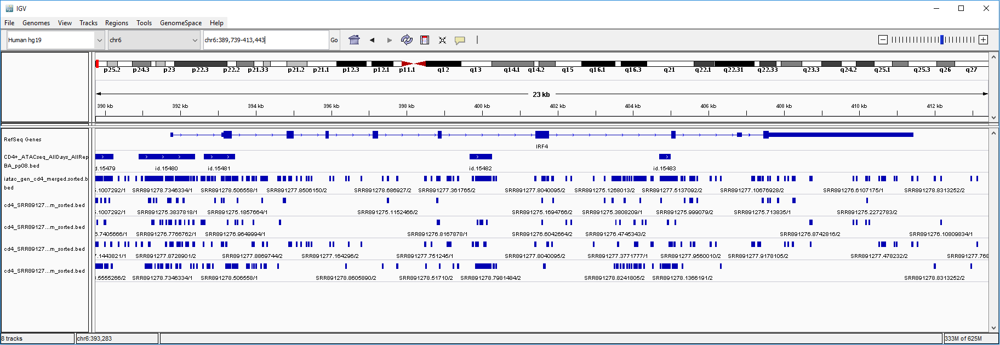 IGV
File Genomes View Tracks Regions Tools GenomeSpace Help
Human hg19 chr6 chr6:389,739-413,443 Go
p25.2 p24.3 p23 p22.3 p22.2 p21.33 p21.2 p21.1 p12.3 p12.1 p11.1 q12 q13 q14.1 q14.2 q15 q16.1 q16.3 q21 q22.1 q22.31 q22.33 q23.3 q24.2 q25.1 q25.3 q26 q27
23 kb
390 kb 392 kb 394 kb 396 kb 398 kb 400 kb 402 kb 404 kb 406 kb 408 kb 410 kb 412 kb
RefSeq Genes
IRF4
CD4+_ATACseq_AllDays_AllRep
BA_pp08.bed
d.15479 id.15480 id.15481 id.15482 id.15483
iatac_gen_cd4_merged.sorted.b
bed
.1007292/1 SRR891278.7346334/1 SRR891278.506558/1 SRR891277.8506150/2 SRR891278.686927/2 SRR891277.361765/2 SRR891277.8040095/2 SRR891275.1268013/2 SRR891277.5137092/2 SRR891277.10676928/2 SRR891276.6107175/1 SRR891278.8313252/2
cd4_SRR89127...m_sorted.bed
.1007292/1 SRR891275.3837818/1 SRR891275.1857664/1 SRR891275.1152466/2 SRR891275.1694766/2 SRR891275.3808209/1 SRR891275.999079/2 SRR891275.713835/1 SRR891275.2272783/2
cd4_SRR89127...m_sorted.bed
.7405666/1 SRR891276.7766762/1 SRR891276.9649994/1 SRR891276.8167878/1 SRR891276.6042664/2 SRR891276.4745343/2 SRR891276.8742816/2 SRR891276.10809834/1
cd4_SRR89127...m_sorted.bed
.1443821/1 SRR891277.8728901/2 SRR891277.8869744/2 SRR891277.164296/2 SRR891277.751245/1 SRR891277.8040095/2 SRR891277.3771777/1 SRR891277.9560010/2 SRR891277.9178105/2 SRR891277.478232/2 SRR891277.768
cd4_SRR89127...m_sorted.bed
.5555266/2 SRR891278.7346334/1 SRR891278.506558/1 SRR891278.8605890/2 SRR891278.51710/2 SRR891278.7981484/2 SRR891278.8241805/2 SRR891278.1366191/2 SRR891278.8313252/2
8 tracks chr6:393,283 333M of 625M